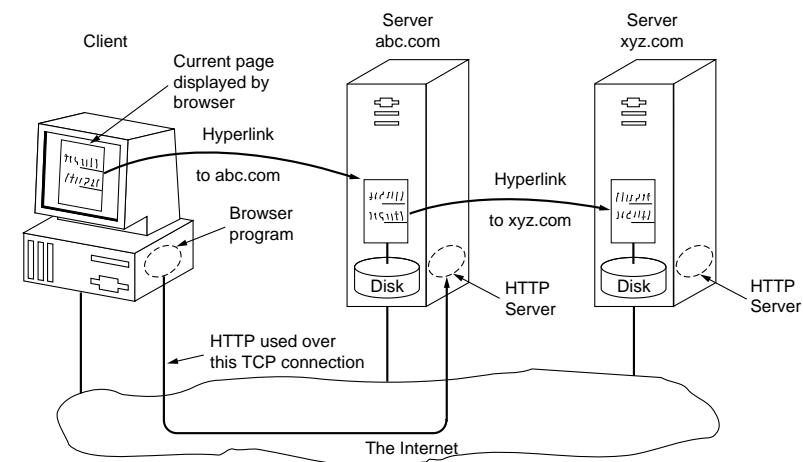 Client
Server
abc.com
Server
xyz.com
Current page
displayed by
browser
Hyperlink
to abc.com
Hyperlink
to xyz.com
Browser
program
Disk
HTTP
Server
Disk
HTTP
Server
HTTP used over
this TCP connection
The Internet